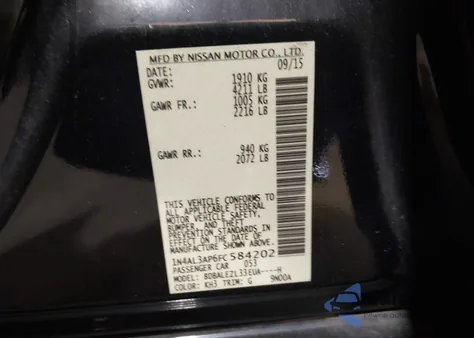 MFD BY NISSAN MOTOR CO., LTD.
DATE: 09/15
GVWR: 1910 KG
4211 LB
GAWR FR.: 1005 KG
2216 LB
GAWR RR.: 940 KG
2072 LB
THIS VEHICLE CONFORMS TO
ALL APPLICABLE FEDERAL
MOTOR VEHICLE SAFETY,
BUMPER, AND THEFT
PREVENTION STANDARDS IN
EFFECT ON THE DATE OF
MANUFACTURE SHOWN ABOVE.
1N4AL3AP6FC584202
PASSENGER CAR 053
MODEL: BDBALEZL33EUA----H
COLOR: KH3 TRIM: G 9N00A